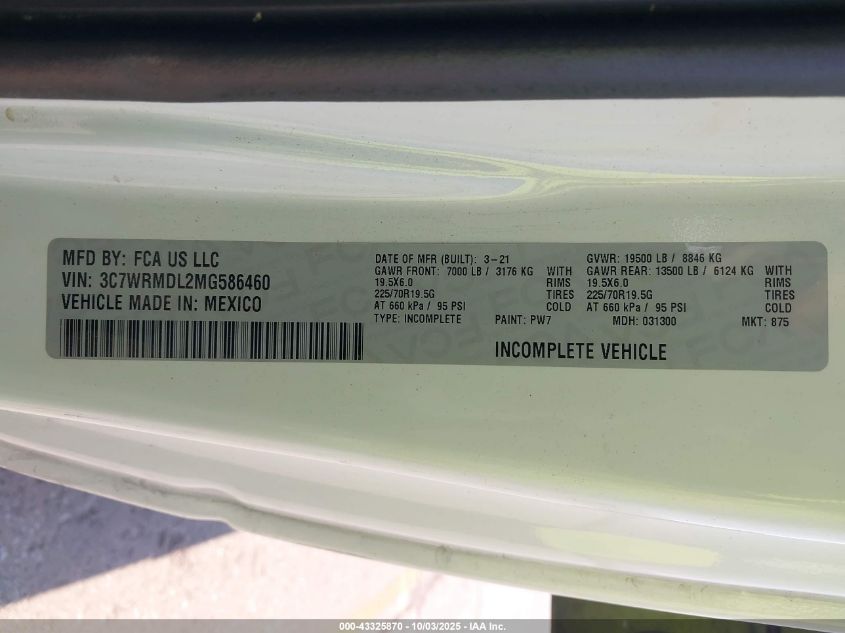 MFD BY: FCA US LLC
VIN: 3C7WRMDL2MG586460
VEHICLE MADE IN: MEXICO
DATE OF MFR (BUILT): 3-21
GAWR FRONT: 7000 LB / 3176 KG WITH
19.5X6.0 RIMS
225/70R19.5G TIRES
AT 660 kPa / 95 PSI COLD
TYPE: INCOMPLETE PAINT: PW7
GVWR: 19500 LB / 8846 KG
GAWR REAR: 13500 LB / 6124 KG WITH
19.5X6.0 RIMS
225/70R19.5G TIRES
AT 660 kPa / 95 PSI COLD
MDH: 031300 MKT: 875
INCOMPLETE VEHICLE
000-43325870 - 10/03/2025 - IAA Inc.